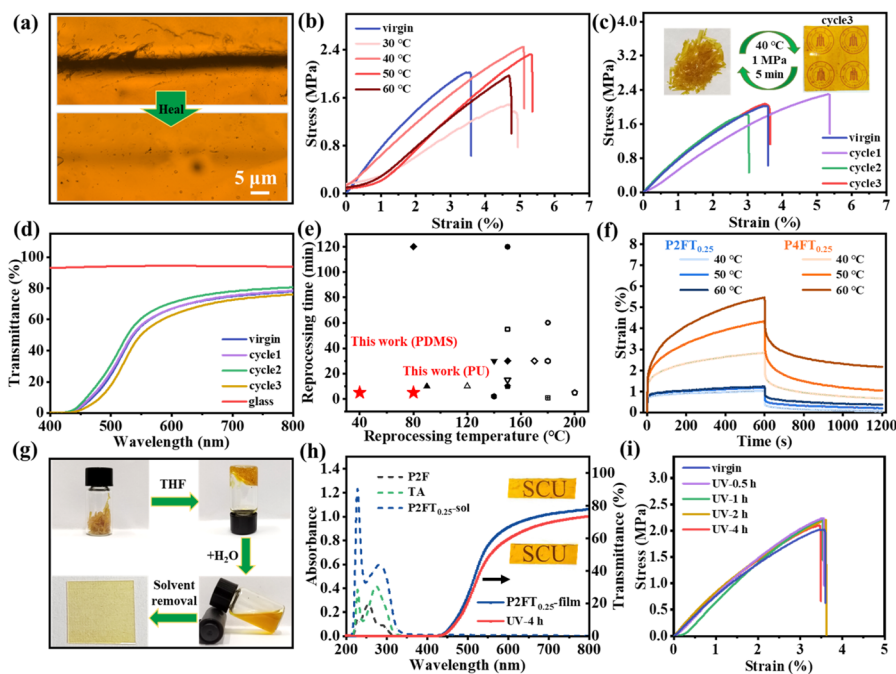 (a)
Heal
5 μm
(b)
Stress (MPa)
2.4
1.8
1.2
0.6
0.0
virgin
30 °C
40 °C
50 °C
60 °C
0 1 2 3 4 5 6 7
Strain (%)
(c)
Stress (MPa)
4.0
3.2
2.4
1.6
0.8
0.0
40 °C
1 MPa
5 min
cycle3
virgin
cycle1
cycle2
cycle3
0 1 2 3 4 5 6 7
Strain (%)
(d)
Transmittance (%)
100
80
60
40
20
0
virgin
cycle1
cycle2
cycle3
glass
400 500 600 700 800
Wavelength (nm)
(e)
Reprocessing time (min)
120
100
80
60
40
20
0
This work (PDMS)
This work (PU)
40 60 80 100 120 140 160 180 200
Reprocessing temperature (°C)
(f)
Strain (%)
8
7
6
5
4
3
2
1
0
P2FT0.25 P4FT0.25
40 °C 40 °C
50 °C 50 °C
60 °C 60 °C
0 200 400 600 800 1000 1200
Time (s)
(g)
THF
+H2O
Solvent
removal
(h)
Absorbance
1.4
1.2
1.0
0.8
0.6
0.4
0.2
0.0
P2F
TA
P2FT0.25-sol
SCU
SCU
P2FT0.25-film
UV-4 h
100
80
60
40
20
0
Transmittance (%)
200 300 400 500 600 700 800
Wavelength (nm)
(i)
Stress (MPa)
3.0
2.5
2.0
1.5
1.0
0.5
0.0
virgin
UV-0.5 h
UV-1 h
UV-2 h
UV-4 h
0 1 2 3 4 5
Strain (%)